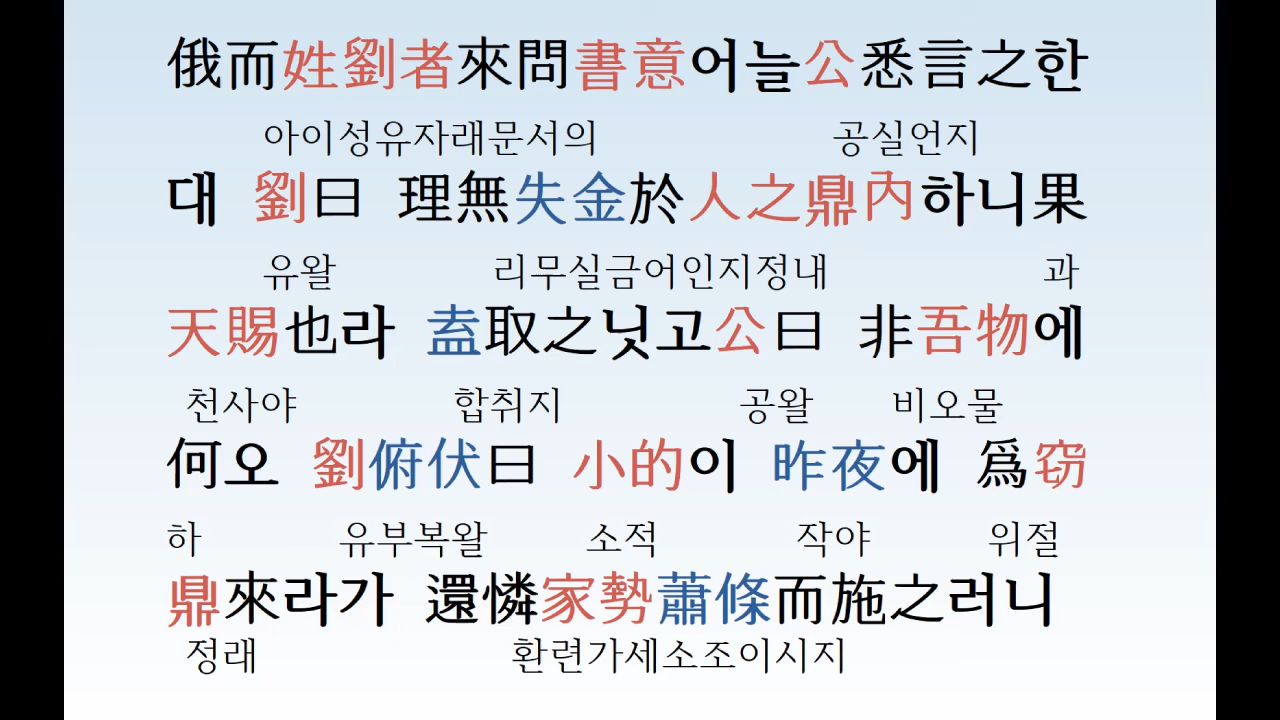 俄而姓劉者來問書意어늘公悉言之한
아이성유자래문서의 공실언지
대 劉曰 理無失金於人之鼎內하니果
유왈 리무실금어인지정내 과
天賜也라 盍取之닛고公曰 非吾物에
천사야 합취지 공왈 비오물
何오 劉俯伏曰 小的이 昨夜에 爲窃
하 유부복왈 소적 작야 위절
鼎來라가 還憐家勢蕭條而施之러니
정래 환련가세소조이시지